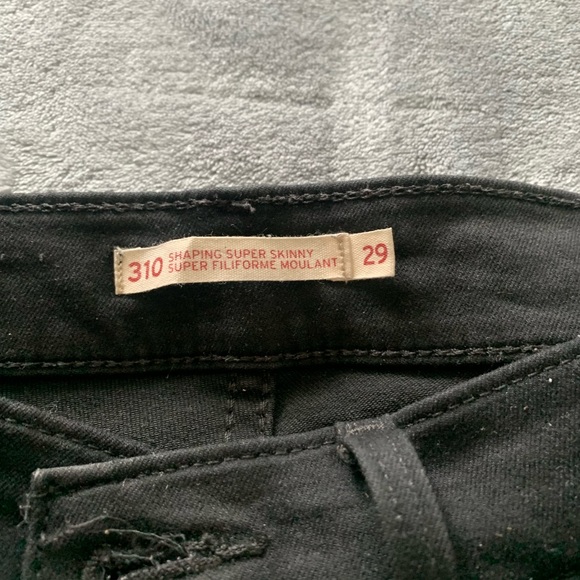 310 SHAPING SUPER SKINNY
SUPER FILIFORME MOULANT
29